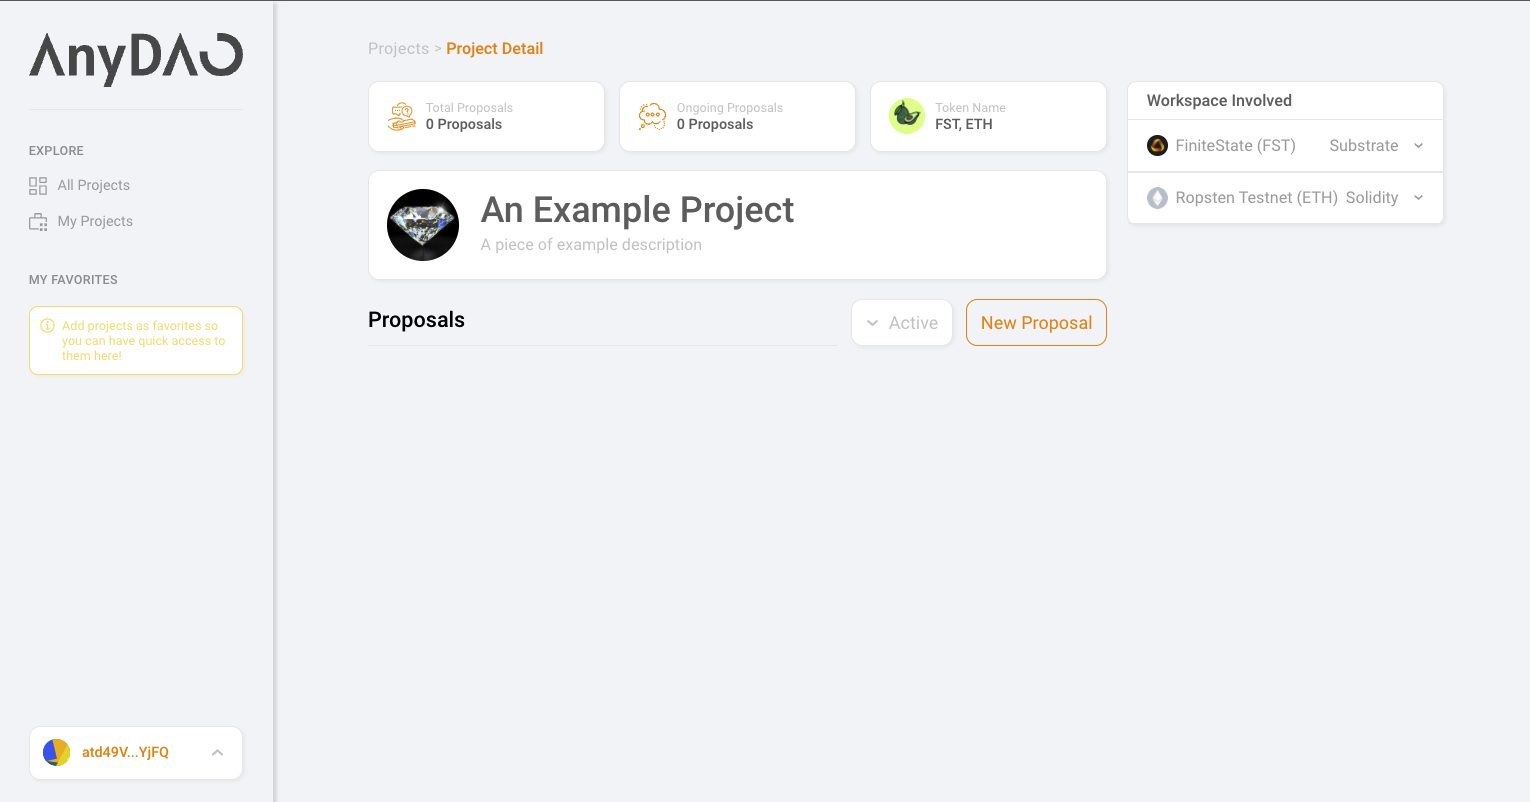 AnyDAO
EXPLORE
All Projects
My Projects
MY FAVORITES
Add projects as favorites so
you can have quick access to
them here!
atd49V...YjFQ
Projects > Project Detail
Total Proposals
0 Proposals
Ongoing Proposals
0 Proposals
Token Name
FST, ETH
An Example Project
A piece of example description
Proposals
Active
New Proposal
Workspace Involved
FiniteState (FST) Substrate
Ropsten Testnet (ETH) Solidity